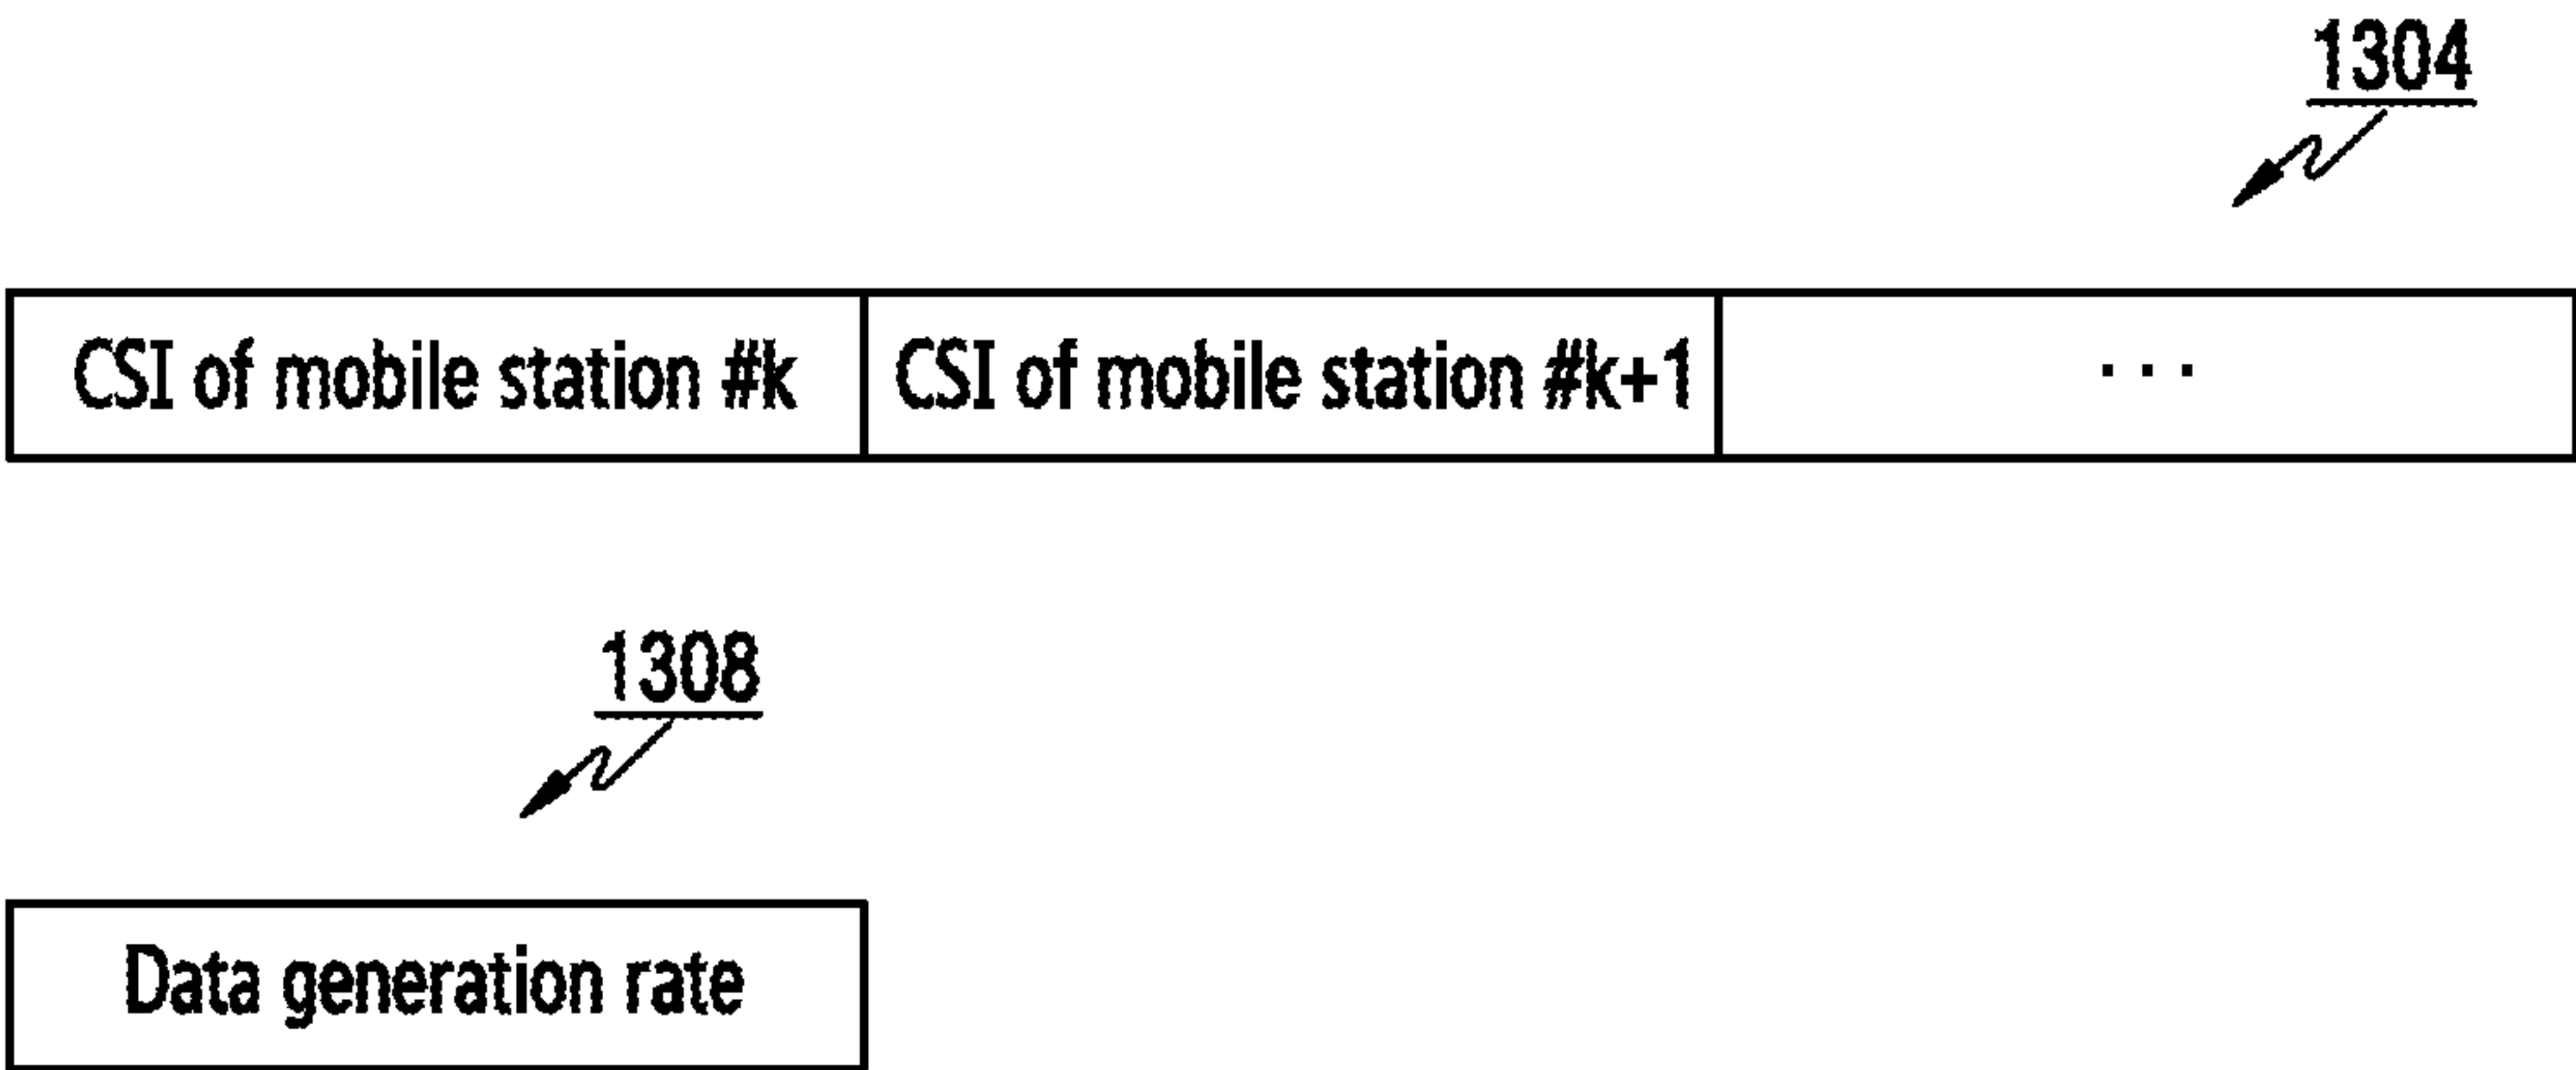 1304
CSI of mobile station #k CSI of mobile station #k+1 ...
1308
Data generation rate